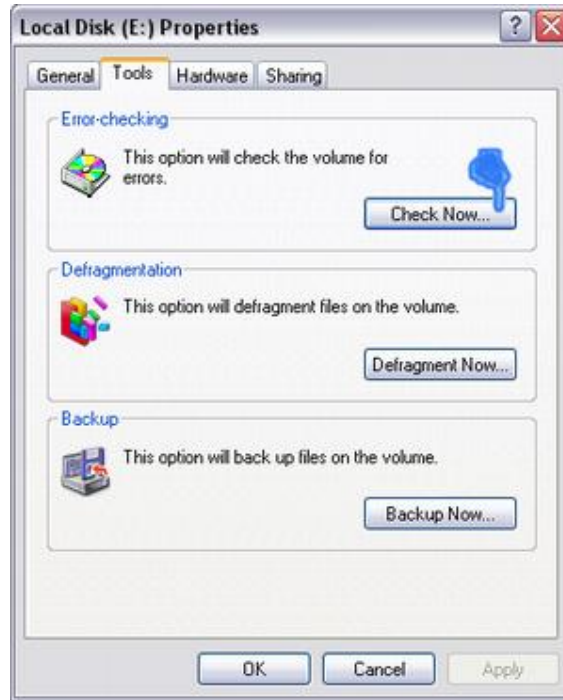 Local Disk (E:) Properties
General Tools Hardware Sharing
Error-checking
This option will check the volume for
errors.
Check Now...
Defragmentation
This option will defragment files on the volume.
Defragment Now...
Backup
This option will back up files on the volume.
Backup Now...
OK Cancel Apply